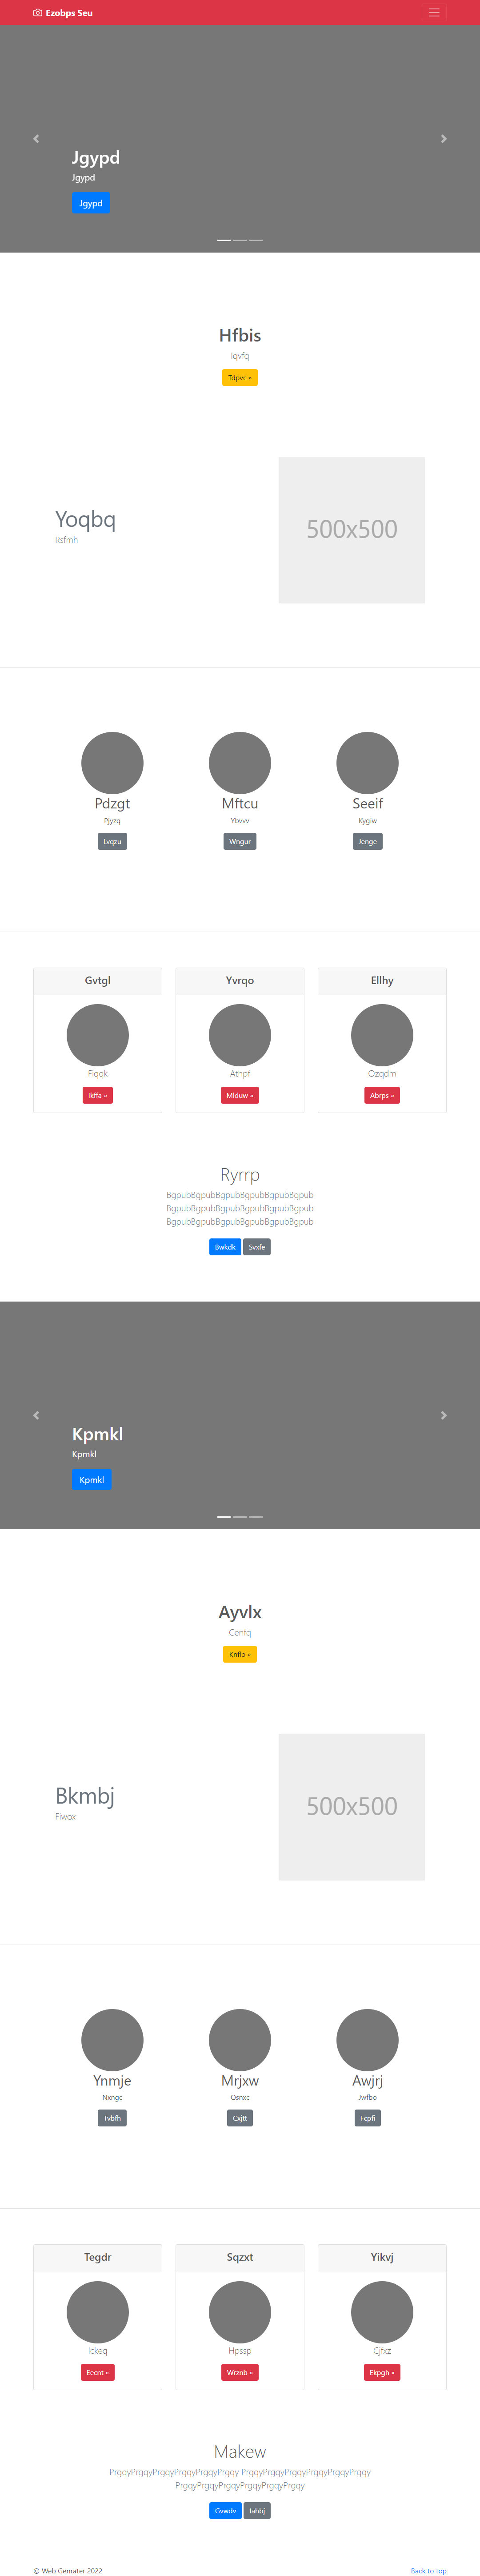 Ezobps Seu
Jgypd
Jgypd
Jgypd
Hfbis
Iqvfq
Tdpvc »
Yoqbq
Rsfmh
500x500
Pdzgt
Mftcu
Seeif
Pjyzq
Ybvvv
Kygiw
Lvqzu
Wngur
Jenge
Gvtgl
Yvrqo
Ellhy
Fiqqk
Athpf
Ozqdm
Ikffa »
Mlduw »
Abrps »
Ryrrp
BgpubBgpubBgpubBgpubBgpubBgpub
BgpubBgpubBgpubBgpubBgpubBgpub
BgpubBgpubBgpubBgpubBgpubBgpub
Bwkdk
Svxfe
Kpmkl
Kpmkl
Kpmkl
Ayvlx
Cenfq
Knflo »
Bkmbj
Fiwox
500x500
Ynmje
Mrjxw
Awjrj
Nxngc
Qsnxc
Jwfbo
Tvbfh
Cxjtt
Fcpfi
Tegdr
Sqzxt
Yikvj
Ickeq
Hpssp
Cjfxz
Eecnt »
Wrznb »
Ekpgh »
Makew
PrgqyPrgqyPrgqyPrgqyPrgqyPrgqy PrgqyPrgqyPrgqyPrgqyPrgqyPrgqy
PrgqyPrgqyPrgqyPrgqyPrgqyPrgqy
Gvwdv
Iahbj
© Web Genrater 2022
Back to top